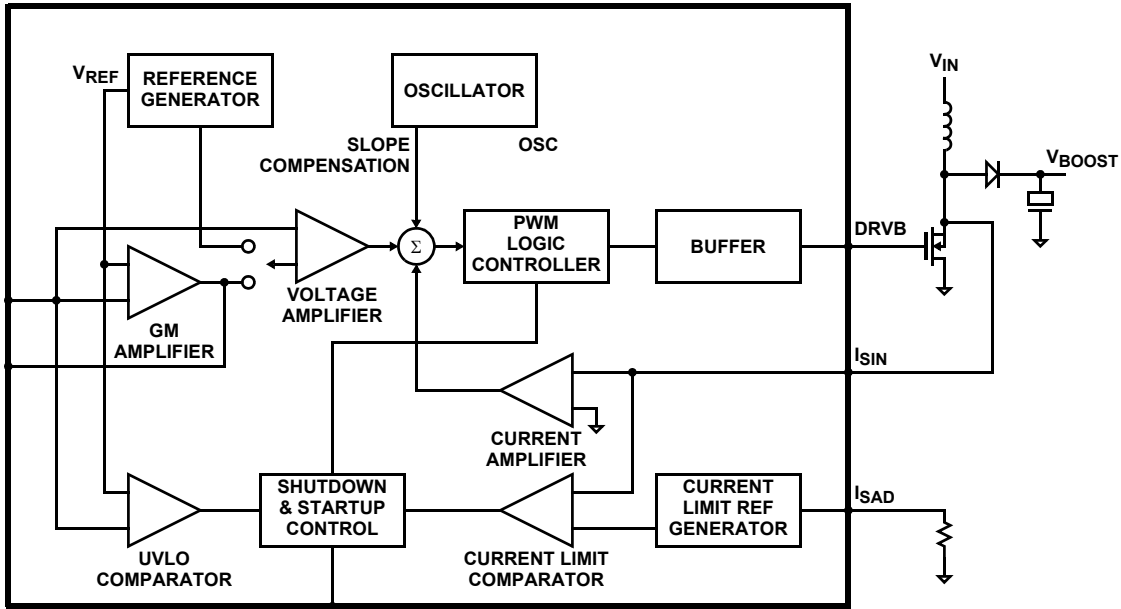 VREF
REFERENCE
GENERATOR
OSCILLATOR
SLOPE
COMPENSATION
OSC
VIN
VBOOST
Σ
PWM
LOGIC
CONTROLLER
BUFFER
DRVB
VOLTAGE
AMPLIFIER
GM
AMPLIFIER
ISIN
CURRENT
AMPLIFIER
SHUTDOWN
& STARTUP
CONTROL
CURRENT
LIMIT REF
GENERATOR
ISAD
UVLO
COMPARATOR
CURRENT LIMIT
COMPARATOR